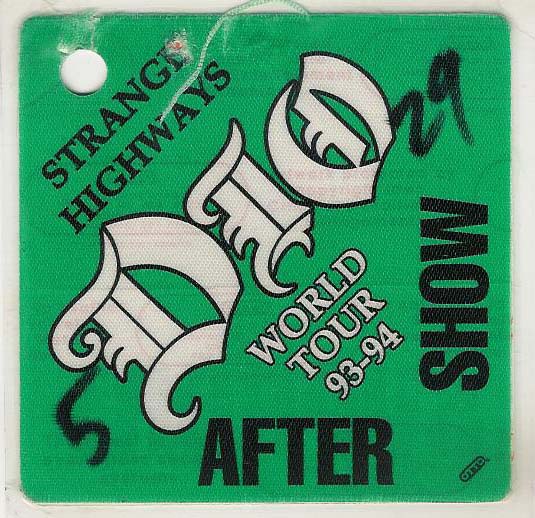 STRANGE
HIGHWAYS
DIO
WORLD
TOUR
93-94
29
5
AFTER
SHOW